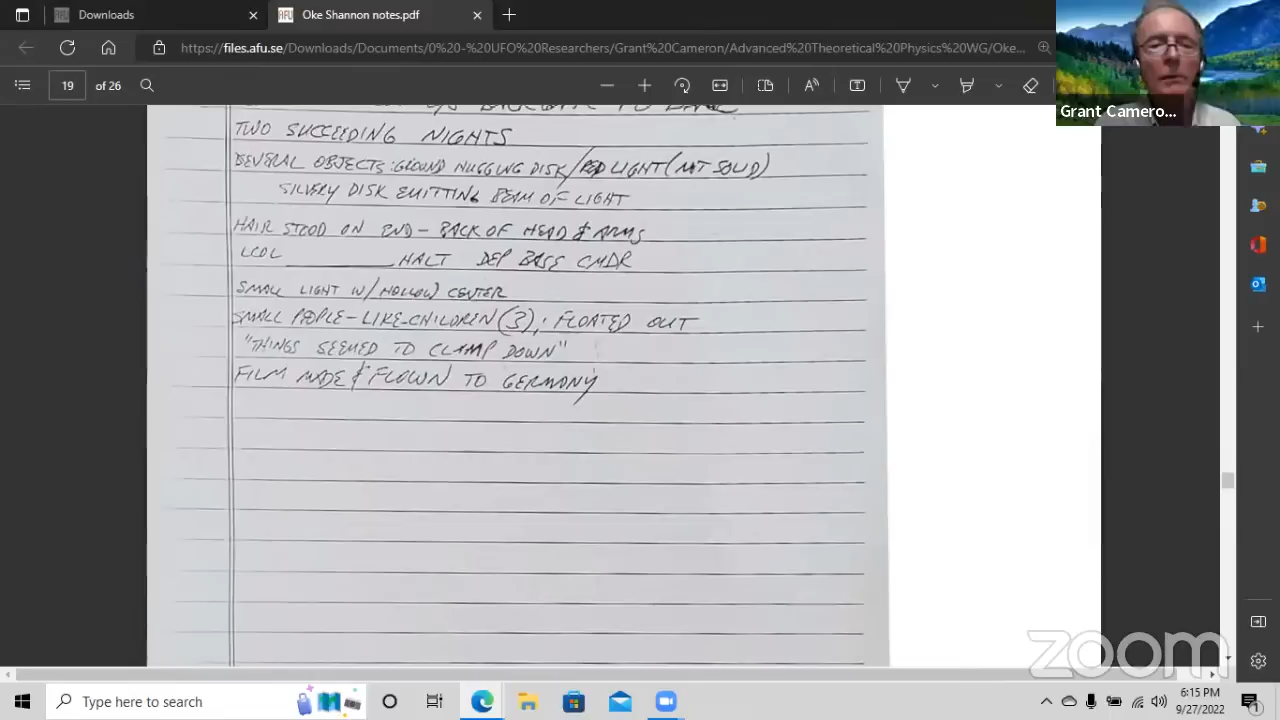 Downloads
Oke Shannon notes.pdf
https://files.afu.se/Downloads/Documents/0%20-%20UFO%20Researchers/Grant%20Cameron/Advanced%20Theoretical%20Physics%20WG/Oke...
19 of 26
Grant Camero...
TWO SUCCEEDING NIGHTS
SEVERAL OBJECTS: GROUND HUGGING DISK/RED LIGHT (NOT SOLID)
SILVERY DISK EMITTING BEAM OF LIGHT
HAIR STOOD ON END - BACK OF HEAD & ARMS
LCOL ________ HALT DEP BASE CMDR
SMALL LIGHT W/HOLLOW CENTER
SMALL PEOPLE-LIKE-CHILDREN (3); FLOATED OUT
"THINGS SEEMED TO CLAMP DOWN"
FILM MADE & FLOWN TO GERMANY
zoom
Type here to search
6:15 PM
9/27/2022